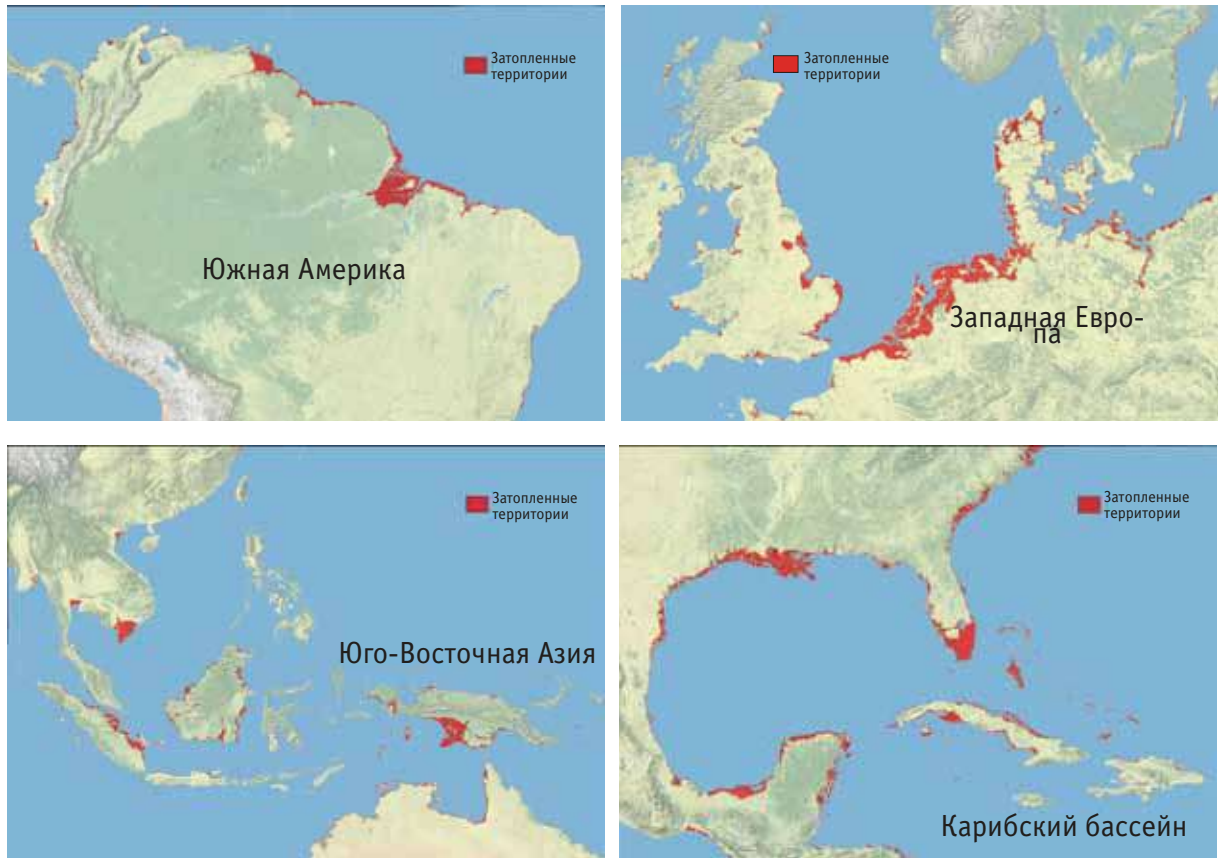 Затопленные
территории
Южная Америка
Затопленные
территории
Западная Евро-
па
Затопленные
территории
Юго-Восточная Азия
Затопленные
территории
Карибский бассейн